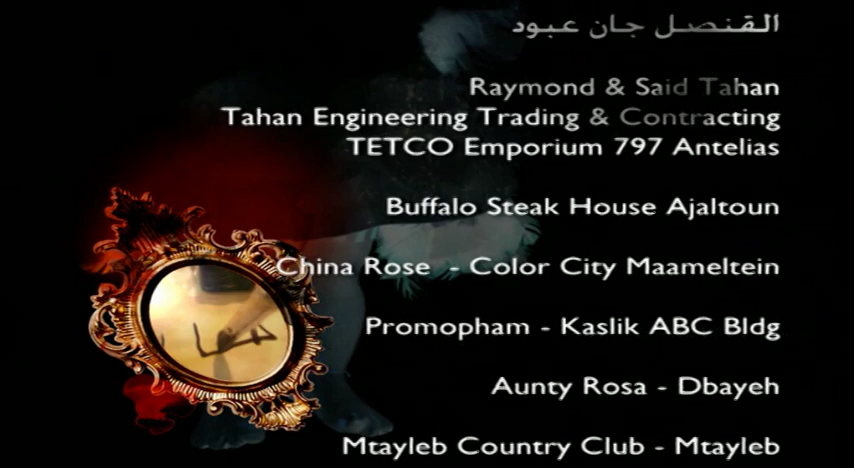 القنصل جان عبود
Raymond & Said Tahan
Tahan Engineering Trading & Contracting
TETCO Emporium 797 Antelias
Buffalo Steak House Ajaltoun
China Rose - Color City Maameltein
Promopham - Kaslik ABC Bldg
Aunty Rosa - Dbayeh
Mtayleb Country Club - Mtayleb